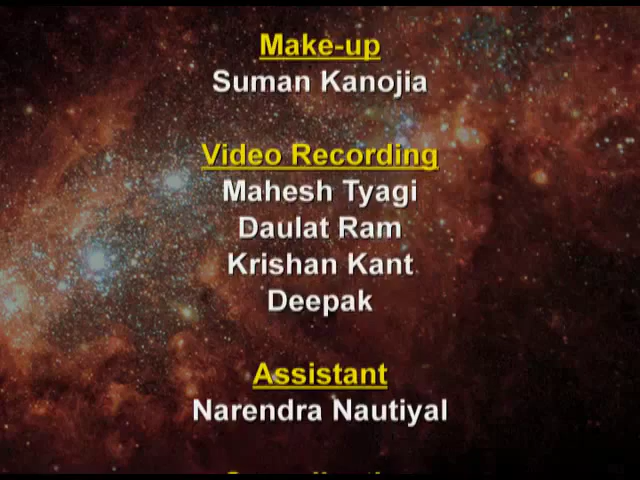 Make-up
Suman Kanojia
Video Recording
Mahesh Tyagi
Daulat Ram
Krishan Kant
Deepak
Assistant
Narendra Nautiyal